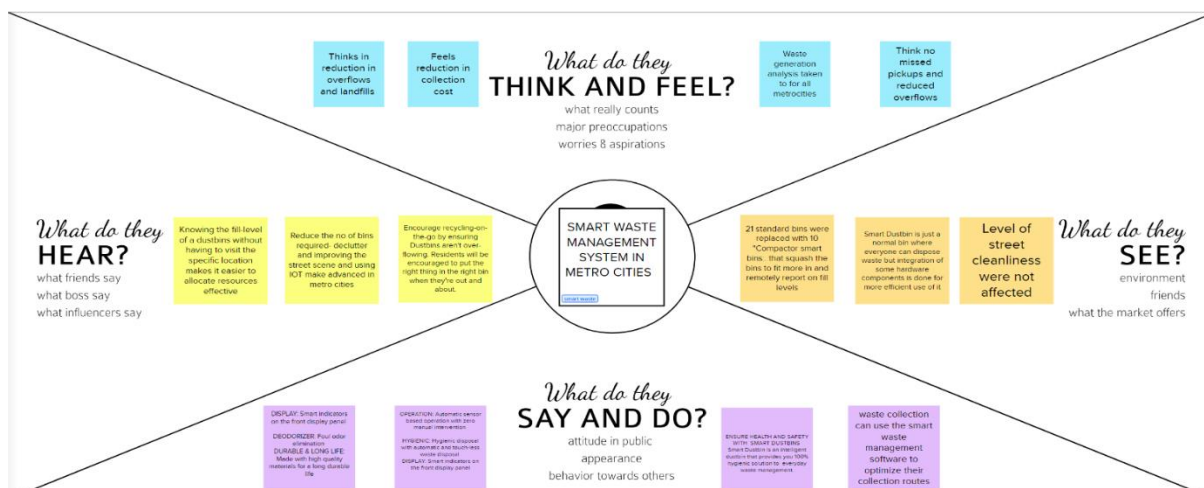 Thinks in
reduction in
overflows
and landfills
Feels
reduction in
collection
cost
What do they
THINK AND FEEL?
what really counts
major preoccupations
worries & aspirations
Waste
generation
analysis taken
to for all
metrocities
Think no
missed
pickups and
reduced
overflows
What do they
HEAR?
what friends say
what boss say
what influencers say
Knowing the fill-level
of a dustbins without
having to visit the
specific location
makes it easier to
allocate resources
effective
Reduce the no of bins
required- declutter
and improving the
street scene and using
IOT make advanced in
metro cities
Encourage recycling-on-
the-go by ensuring
Dustbins aren't over-
flowing. Residents will be
encouraged to put the
right thing in the right bin
when they're out and
about.
SMART WASTE
MANAGEMENT
SYSTEM IN
METRO CITIES
smart waste
21 standard bins were
replaced with 10
"Compactor smart
bins". that squash the
bins to fit more in and
remotely report on fill
levels
Smart Dustbin is just a
normal bin where
everyone can dispose
waste but integration of
some hardware
components is done for
more efficient use of it
Level of
street
cleanliness
were not
affected
What do they
SEE?
environment
friends
what the market offers
DISPLAY: Smart indicators
on the front display panel
DEODORIZER: Foul odor
elimination
DURABLE & LONG LIFE:
Made with high quality
materials for a long durable
life
OPERATION: Automatic sensor
based operation with zero
manual intervention
HYGIENIC: Hygienic disposal
with automatic and touch-less
waste disposal
DISPLAY: Smart indicators on
the front display panel
What do they
SAY AND DO?
attitude in public
appearance
behavior towards others
ENSURE HEALTH AND SAFETY
WITH SMART DUSTBINS
Smart Dustbin is an intelligent
dustbin that provides you 100%
hygienic solution to everyday
waste management.
waste collection
can use the smart
waste
management
software to
optimize their
collection routes